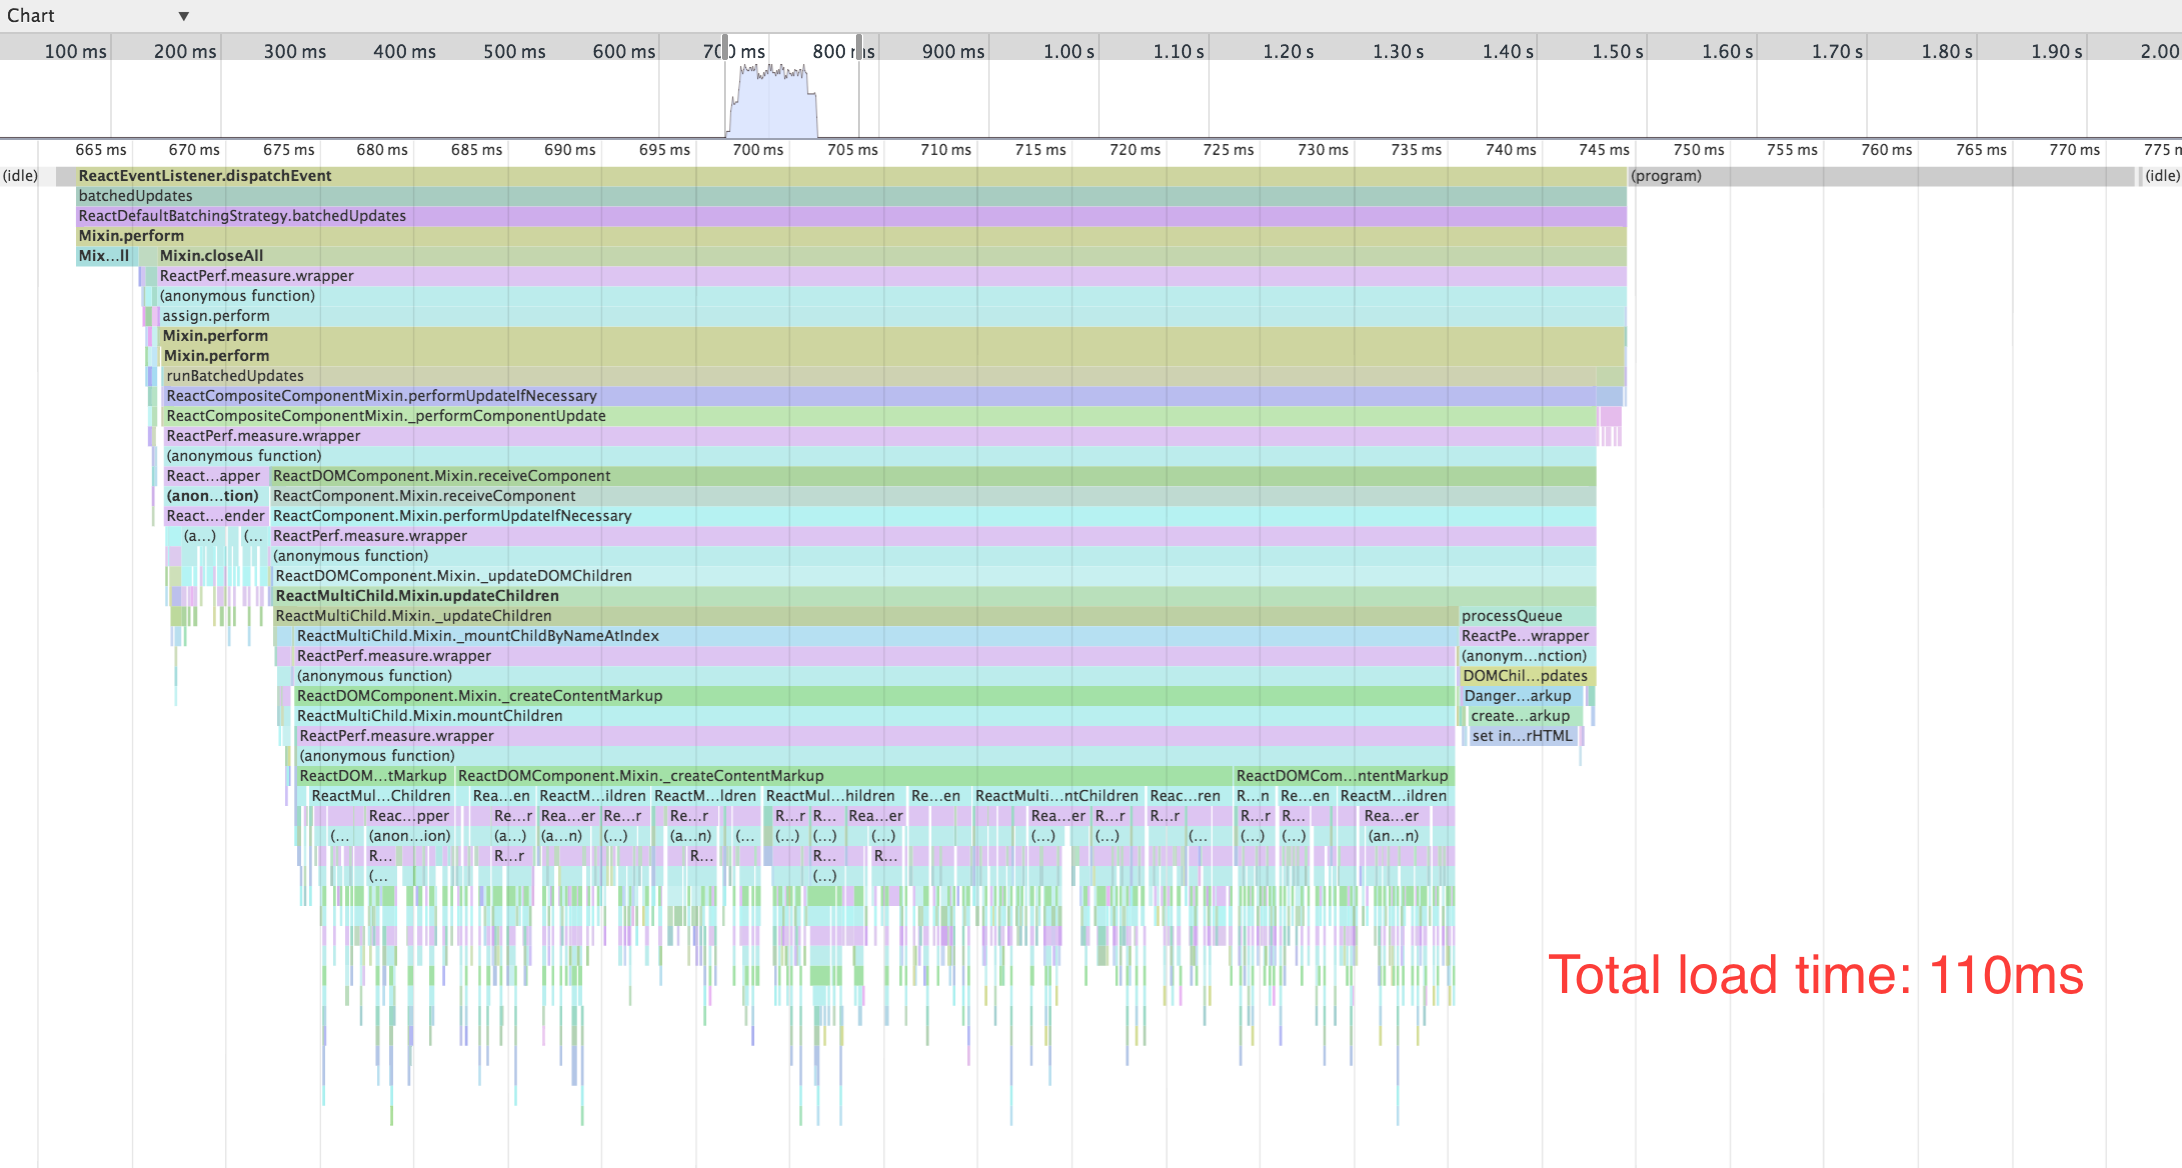 Chart ▼
100 ms 200 ms 300 ms 400 ms 500 ms 600 ms 700 ms 800 ms 900 ms 1.00 s 1.10 s 1.20 s 1.30 s 1.40 s 1.50 s 1.60 s 1.70 s 1.80 s 1.90 s 2.00
665 ms 670 ms 675 ms 680 ms 685 ms 690 ms 695 ms 700 ms 705 ms 710 ms 715 ms 720 ms 725 ms 730 ms 735 ms 740 ms 745 ms 750 ms 755 ms 760 ms 765 ms 770 ms 775 m
(idle) ReactEventListener.dispatchEvent (program) (idle)
batchedUpdates
ReactDefaultBatchingStrategy.batchedUpdates
Mixin.perform
Mix...ll Mixin.closeAll
ReactPerf.measure.wrapper
(anonymous function)
assign.perform
Mixin.perform
Mixin.perform
runBatchedUpdates
ReactCompositeComponentMixin.performUpdateIfNecessary
ReactCompositeComponentMixin._performComponentUpdate
ReactPerf.measure.wrapper
(anonymous function)
React...apper ReactDOMComponent.Mixin.receiveComponent
(anon...tion) ReactComponent.Mixin.receiveComponent
React....ender ReactComponent.Mixin.performUpdateIfNecessary
(a...) (... ReactPerf.measure.wrapper
(anonymous function)
ReactDOMComponent.Mixin._updateDOMChildren
ReactMultiChild.Mixin.updateChildren
ReactMultiChild.Mixin._updateChildren processQueue
ReactMultiChild.Mixin._mountChildByNameAtIndex ReactPe...wrapper
ReactPerf.measure.wrapper (anonym...nction)
(anonymous function) DOMChil...pdates
ReactDOMComponent.Mixin._createContentMarkup Danger...arkup
ReactMultiChild.Mixin.mountChildren create...arkup
ReactPerf.measure.wrapper set in...rHTML
(anonymous function)
ReactDOM...tMarkup ReactDOMComponent.Mixin._createContentMarkup ReactDOMCom...ntentMarkup
ReactMul...Children Rea...en ReactM...ildren ReactM...ldren ReactMul...hildren Re...en ReactMulti...ntChildren Reac...ren R...n Re...en ReactM...ildren
Reac...pper Re...r Rea...er Re...r Re...r R...r R... Rea...er Rea...er R...r R...r R...r R... Rea...er
(... (anon...ion) (a...) (a...n) (...) (a...n) (... (...) (...) (...) (...) (...) (... (...) (...) (an...n)
R... R...r R... R... R...
(... (...)
Total load time: 110ms